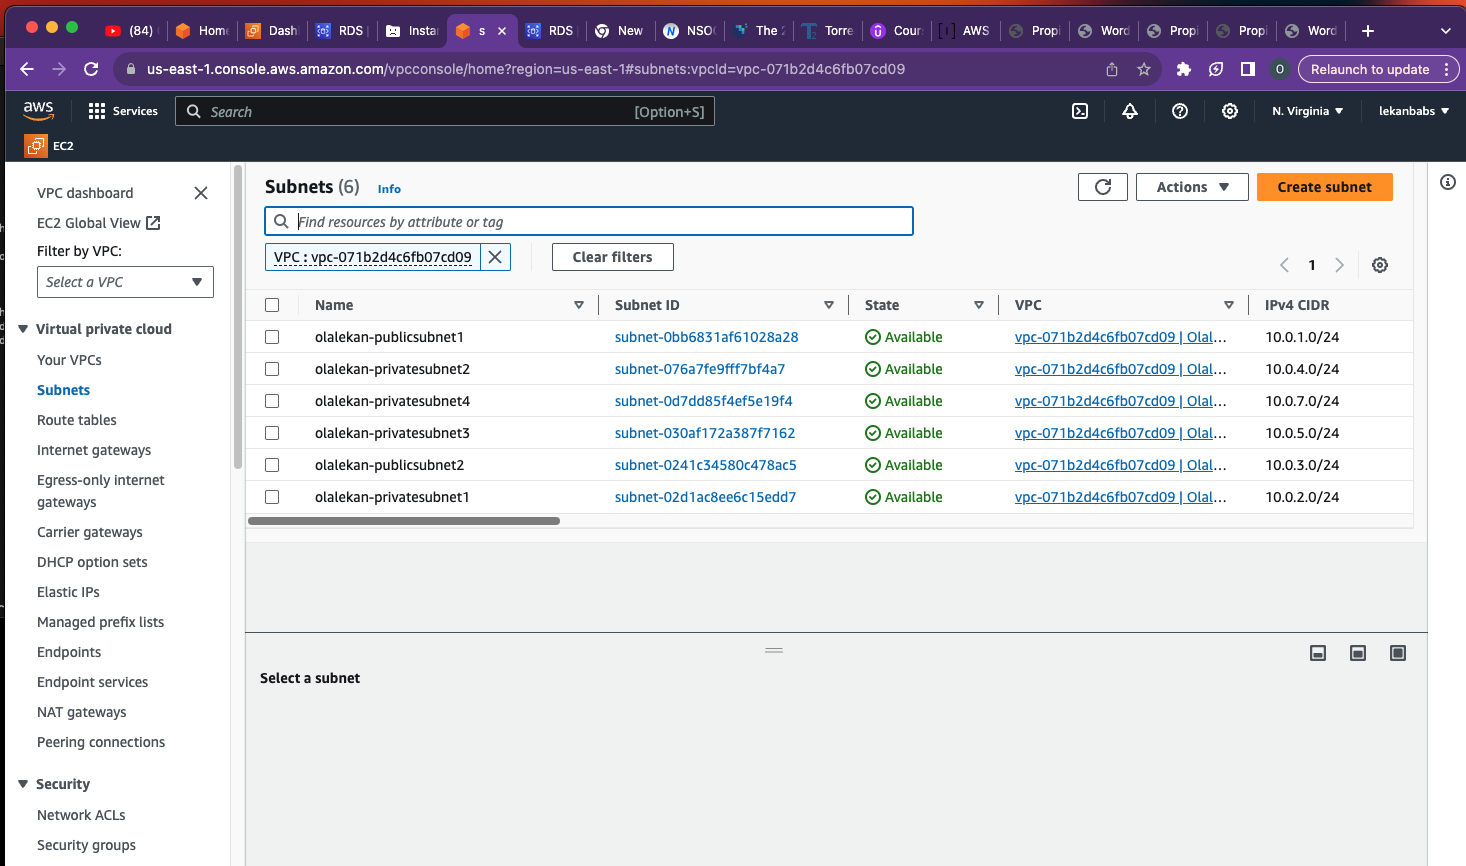 (84) Home Dash RDS Instar s RDS New NSO The 2 Torre Cour AWS Propi Word Propi Propi Word
us-east-1.console.aws.amazon.com/vpcconsole/home?region=us-east-1#subnets:vpcId=vpc-071b2d4c6fb07cd09 O Relaunch to update
aws Services Search [Option+S] N. Virginia lekanbabs
EC2
VPC dashboard
EC2 Global View
Filter by VPC:
Select a VPC
Virtual private cloud
Your VPCs
Subnets
Route tables
Internet gateways
Egress-only internet
gateways
Carrier gateways
DHCP option sets
Elastic IPs
Managed prefix lists
Endpoints
Endpoint services
NAT gateways
Peering connections
Security
Network ACLs
Security groups
Subnets (6) Info
Actions Create subnet
Find resources by attribute or tag
VPC : vpc-071b2d4c6fb07cd09 Clear filters
1
Name Subnet ID State VPC IPv4 CIDR
olalekan-publicsubnet1 subnet-0bb6831af61028a28 Available vpc-071b2d4c6fb07cd09 | Olal... 10.0.1.0/24
olalekan-privatesubnet2 subnet-076a7fe9fff7bf4a7 Available vpc-071b2d4c6fb07cd09 | Olal... 10.0.4.0/24
olalekan-privatesubnet4 subnet-0d7dd85f4ef5e19f4 Available vpc-071b2d4c6fb07cd09 | Olal... 10.0.7.0/24
olalekan-privatesubnet3 subnet-030af172a387f7162 Available vpc-071b2d4c6fb07cd09 | Olal... 10.0.5.0/24
olalekan-publicsubnet2 subnet-0241c34580c478ac5 Available vpc-071b2d4c6fb07cd09 | Olal... 10.0.3.0/24
olalekan-privatesubnet1 subnet-02d1ac8ee6c15edd7 Available vpc-071b2d4c6fb07cd09 | Olal... 10.0.2.0/24
Select a subnet